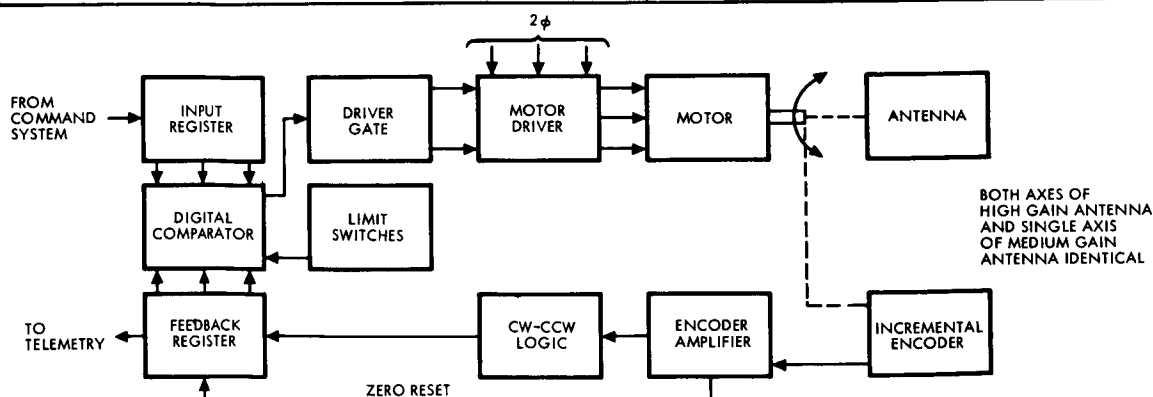 2φ
FROM
COMMAND
SYSTEM
INPUT
REGISTER
DRIVER
GATE
MOTOR
DRIVER
MOTOR
ANTENNA
DIGITAL
COMPARATOR
LIMIT
SWITCHES
BOTH AXES OF
HIGH GAIN ANTENNA
AND SINGLE AXIS
OF MEDIUM GAIN
ANTENNA IDENTICAL
TO
TELEMETRY
FEEDBACK
REGISTER
CW-CCW
LOGIC
ENCODER
AMPLIFIER
INCREMENTAL
ENCODER
ZERO RESET